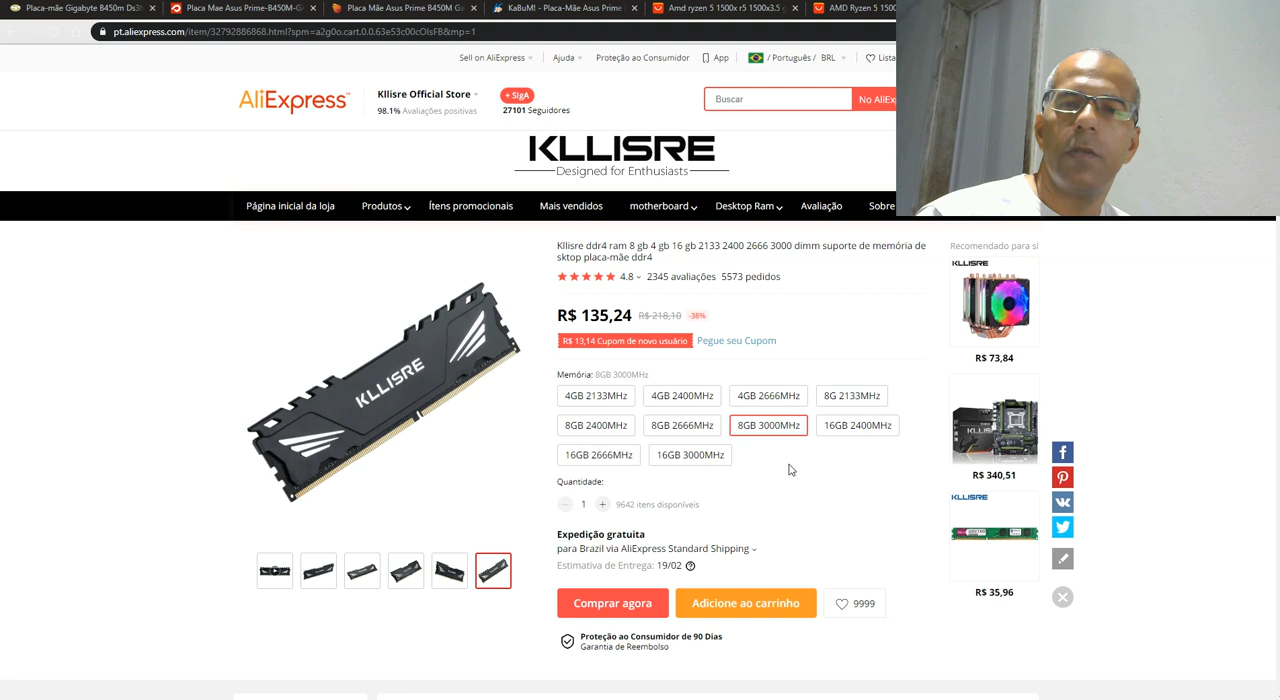 Placa-mãe Gigabyte B450m Ds3h
Placa Mae Asus Prime-B450M-G
Placa Mãe Asus Prime B450M Ga
KaBuM! - Placa-Mãe Asus Prime
Amd ryzen 5 1500x r5 1500x3.5 g
AMD Ryzen 5 1500
pt.aliexpress.com/item/32792886868.html?spm=a2g0o.cart.0.0.63e53c00cOIsFB&mp=1
Sell on AliExpress
Ajuda
Proteção ao Consumidor
App
/ Português / BRL
Lista
AliExpress
Kllisre Official Store
98.1% Avaliações positivas
+ SigA
27101 Seguidores
Buscar
No AliExp
KLLISRE
Designed for Enthusiasts
Página inicial da loja
Produtos
Ítens promocionais
Mais vendidos
motherboard
Desktop Ram
Avaliação
Sobre
Kllisre ddr4 ram 8 gb 4 gb 16 gb 2133 2400 2666 3000 dimm suporte de memória de
sktop placa-mãe ddr4
4.8 2345 avaliações 5573 pedidos
R$ 135,24 R$ 218,10 -38%
R$ 13,14 Cupom de novo usuário Pegue seu Cupom
Memória: 8GB 3000MHz
4GB 2133MHz
4GB 2400MHz
4GB 2666MHz
8G 2133MHz
8GB 2400MHz
8GB 2666MHz
8GB 3000MHz
16GB 2400MHz
16GB 2666MHz
16GB 3000MHz
Quantidade:
1 + 9642 itens disponíveis
Expedição gratuita
para Brazil via AliExpress Standard Shipping
Estimativa de Entrega: 19/02
Comprar agora
Adicione ao carrinho
9999
Proteção ao Consumidor de 90 Dias
Garantia de Reembolso
KLLISRE
Recomendado para si
KLLISRE
R$ 73,84
R$ 340,51
KLLISRE
R$ 35,96